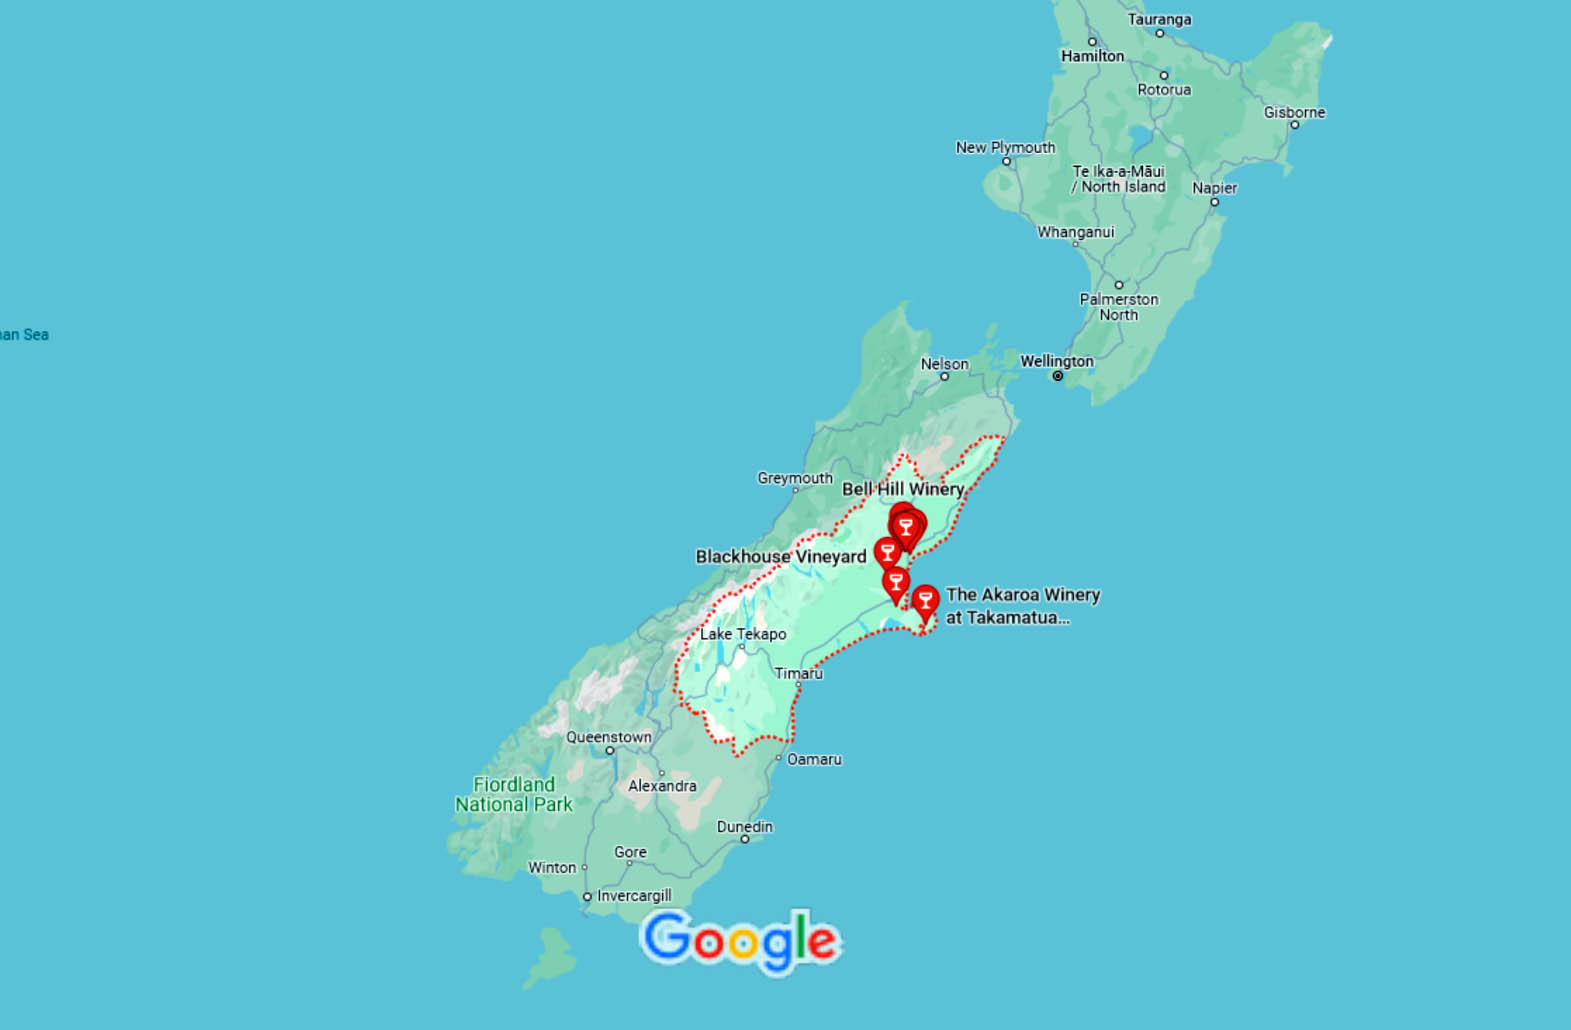 Tauranga
Hamilton
Rotorua
Gisborne
New Plymouth
Te Ika-a-Māui
/ North Island
Napier
Whanganui
Palmerston
North
an Sea
Nelson
Wellington
Greymouth
Bell Hill Winery
Blackhouse Vineyard
The Akaroa Winery
at Takamatua...
Lake Tekapo
Timaru
Queenstown
Oamaru
Fiordland
National Park
Alexandra
Dunedin
Gore
Winton
Invercargill
Google